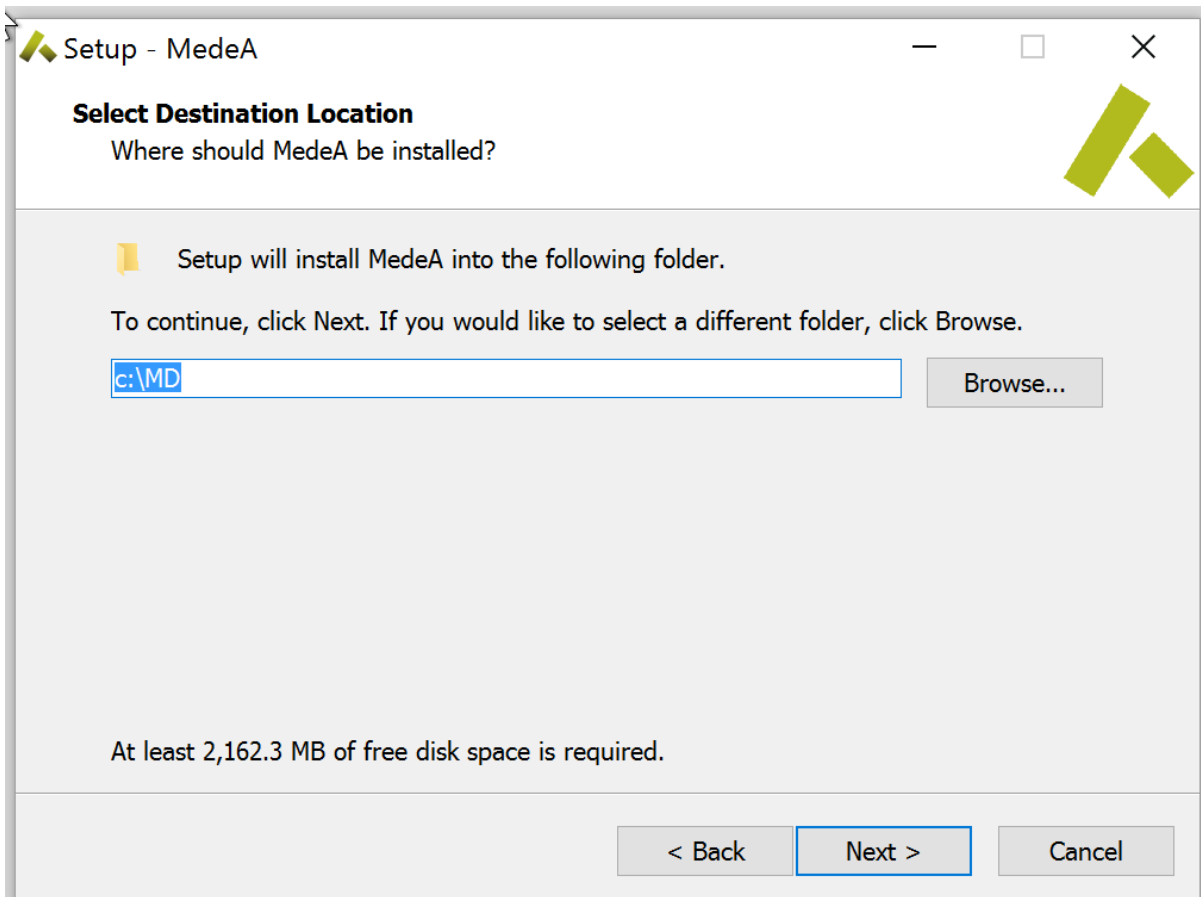 Setup - MedeA
Select Destination Location
Where should MedeA be installed?
Setup will install MedeA into the following folder.
To continue, click Next. If you would like to select a different folder, click Browse.
c:\MD
Browse...
At least 2,162.3 MB of free disk space is required.
< Back
Next >
Cancel